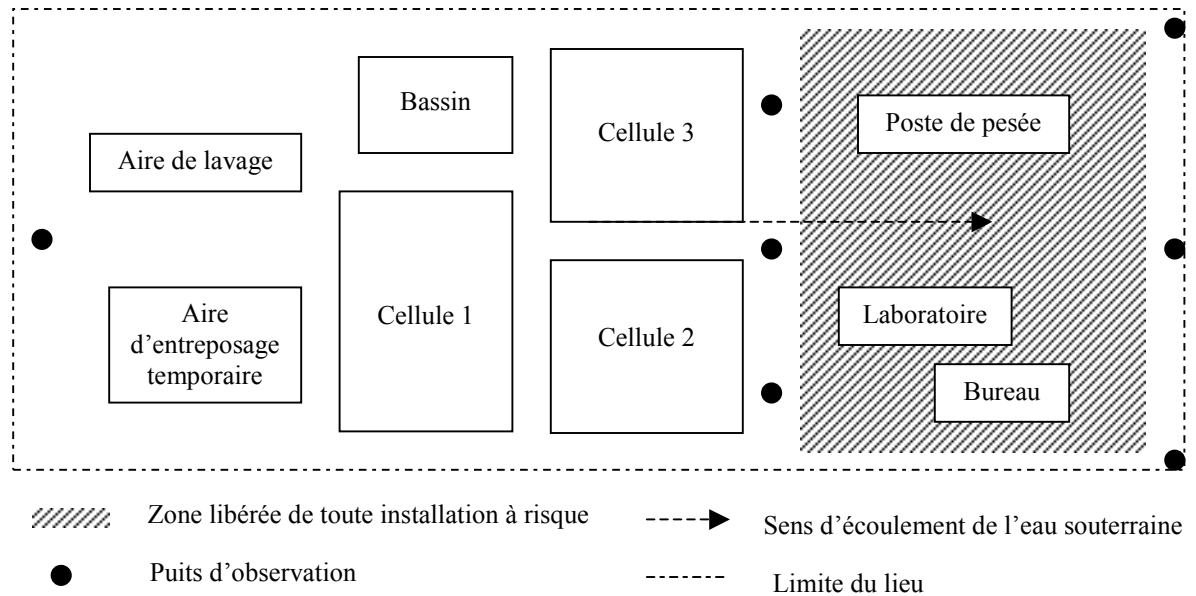 Bassin
Cellule 3
Poste de pesée
Aire de lavage
Aire
d'entreposage
temporaire
Cellule 1
Cellule 2
Laboratoire
Bureau
Zone libérée de toute installation à risque
Sens d'écoulement de l'eau souterraine
Puits d'observation
Limite du lieu